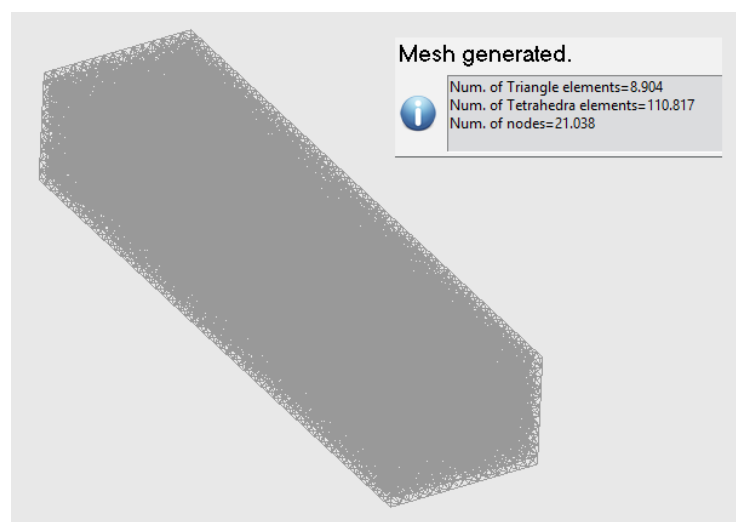 Mesh generated.
Num. of Triangle elements=8.904
Num. of Tetrahedra elements=110.817
Num. of nodes=21.038